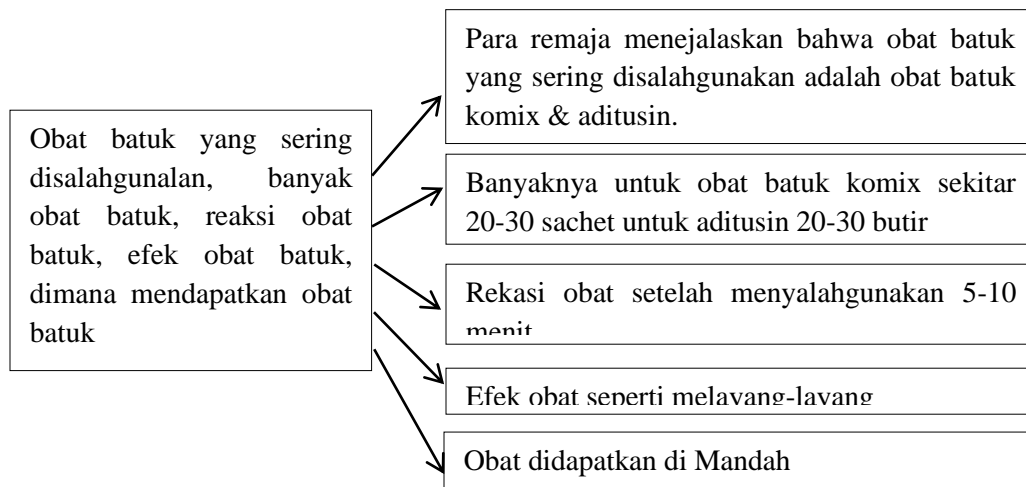 Obat batuk yang sering
disalahgunalan, banyak
obat batuk, reaksi obat
batuk, efek obat batuk,
dimana mendapatkan obat
batuk
Para remaja menejalaskan bahwa obat batuk
yang sering disalahgunakan adalah obat batuk
komix & aditusin.
Banyaknya untuk obat batuk komix sekitar
20-30 sachet untuk aditusin 20-30 butir
Rekasi obat setelah menyalahgunakan 5-10
menit
Efek obat seperti melayang-layang
Obat didapatkan di Mandah